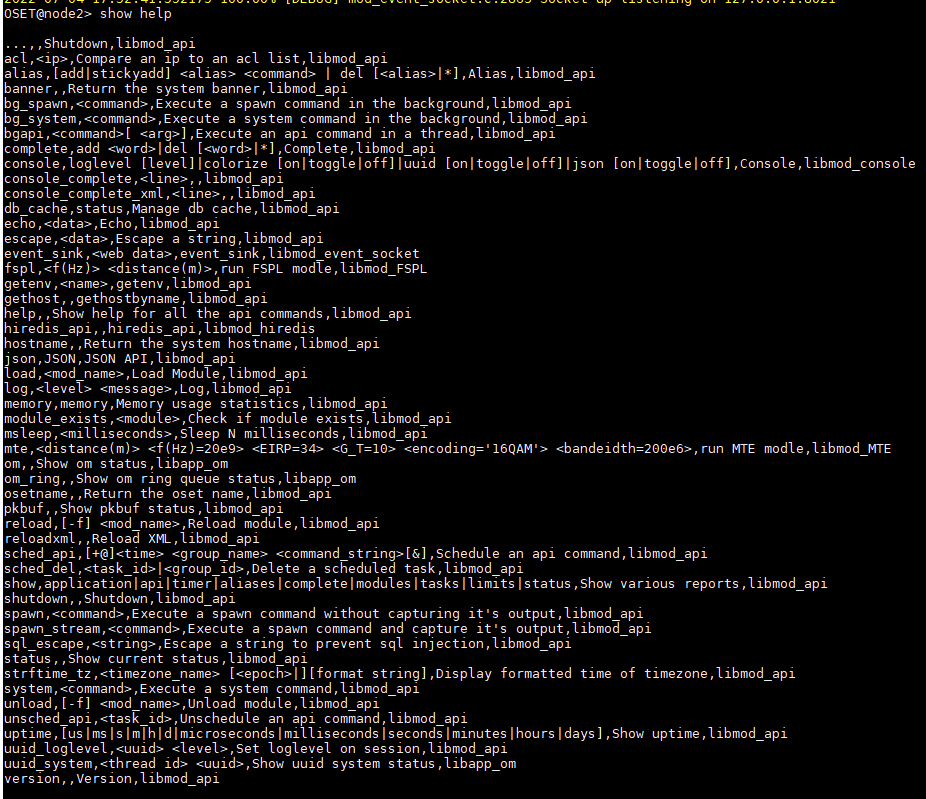 [DEBUG] mod_event_socket.c:2865 Socket up listening on 127.0.0.1:8021
OSET@node2> show help
...,,Shutdown,libmod_api
acl,<ip>,Compare an ip to an acl list,libmod_api
alias,[add|stickyadd] <alias> <command> | del [<alias>|*],Alias,libmod_api
banner,,Return the system banner,libmod_api
bg_spawn,<command>,Execute a spawn command in the background,libmod_api
bg_system,<command>,Execute a system command in the background,libmod_api
bgapi,<command>[ <arg>],Execute an api command in a thread,libmod_api
complete,add <word>|del [<word>|*],Complete,libmod_api
console,loglevel [level]|colorize [on|toggle|off]|uuid [on|toggle|off]|json [on|toggle|off],Console,libmod_console
console_complete,<line>,,libmod_api
console_complete_xml,<line>,,libmod_api
db_cache,status,Manage db cache,libmod_api
echo,<data>,Echo,libmod_api
escape,<data>,Escape a string,libmod_api
event_sink,<web data>,event_sink,libmod_event_socket
fspl,<f(Hz)> <distance(m)>,run FSPL modle,libmod_FSPL
getenv,<name>,getenv,libmod_api
gethost,,gethostbyname,libmod_api
help,,Show help for all the api commands,libmod_api
hiredis_api,,hiredis_api,libmod_hiredis
hostname,,Return the system hostname,libmod_api
json,JSON,JSON API,libmod_api
load,<mod_name>,Load Module,libmod_api
log,<level> <message>,Log,libmod_api
memory,memory,Memory usage statistics,libmod_api
module_exists,<module>,Check if module exists,libmod_api
msleep,<milliseconds>,Sleep N milliseconds,libmod_api
mte,<distance(m)> <f(Hz)=20e9> <EIRP=34> <G_T=10> <encoding='16QAM'> <bandeidth=200e6>,run MTE modle,libmod_MTE
om,,Show om status,libapp_om
om_ring,,Show om ring queue status,libapp_om
osetname,,Return the oset name,libmod_api
pkbuf,,Show pkbuf status,libmod_api
reload,[-f] <mod_name>,Reload module,libmod_api
reloadxml,,Reload XML,libmod_api
sched_api,[+@]<time> <group_name> <command_string>[&],Schedule an api command,libmod_api
sched_del,<task_id>|<group_id>,Delete a scheduled task,libmod_api
show,application|api|timer|aliases|complete|modules|tasks|limits|status,Show various reports,libmod_api
shutdown,,Shutdown,libmod_api
spawn,<command>,Execute a spawn command without capturing it's output,libmod_api
spawn_stream,<command>,Execute a spawn command and capture it's output,libmod_api
sql_escape,<string>,Escape a string to prevent sql injection,libmod_api
status,,Show current status,libmod_api
strftime_tz,<timezone_name> [<epoch>|][format string],Display formatted time of timezone,libmod_api
system,<command>,Execute a system command,libmod_api
unload,[-f] <mod_name>,Unload module,libmod_api
unsched_api,<task_id>,Unschedule an api command,libmod_api
uptime,[us|ms|s|m|h|d|microseconds|milliseconds|seconds|minutes|hours|days],Show uptime,libmod_api
uuid_loglevel,<uuid> <level>,Set loglevel on session,libmod_api
uuid_system,<thread id> <uuid>,Show uuid system status,libapp_om
version,,Version,libmod_api